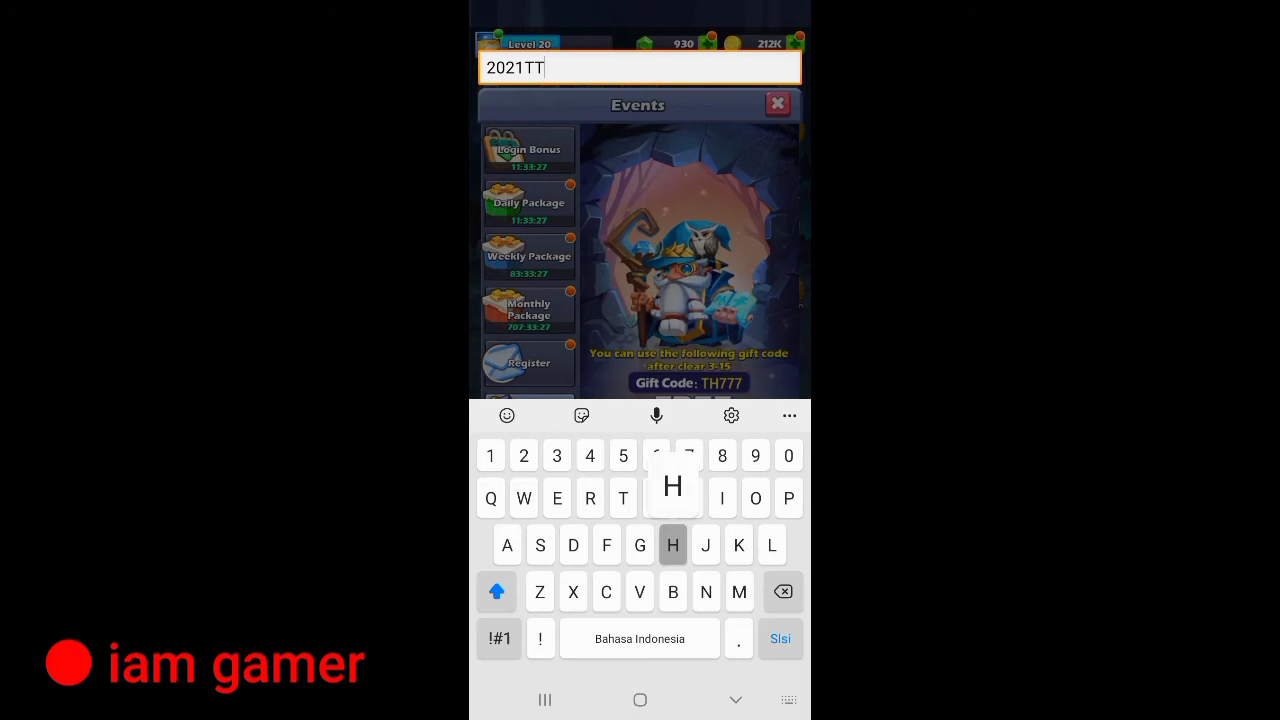 Level 20
930
212K
2021TT
Events
Login Bonus
11:33:27
Daily Package
11:33:27
Weekly Package
83:33:27
Monthly
Package
707:33:27
Register
You can use the following gift code
after clear 3-15
Gift Code: TH777
1 2 3 4 5 8 9 0
Q W E R T H I O P
A S D F G H J K L
Z X C V B N M
!#1 ! Bahasa Indonesia . Slsi
iam gamer